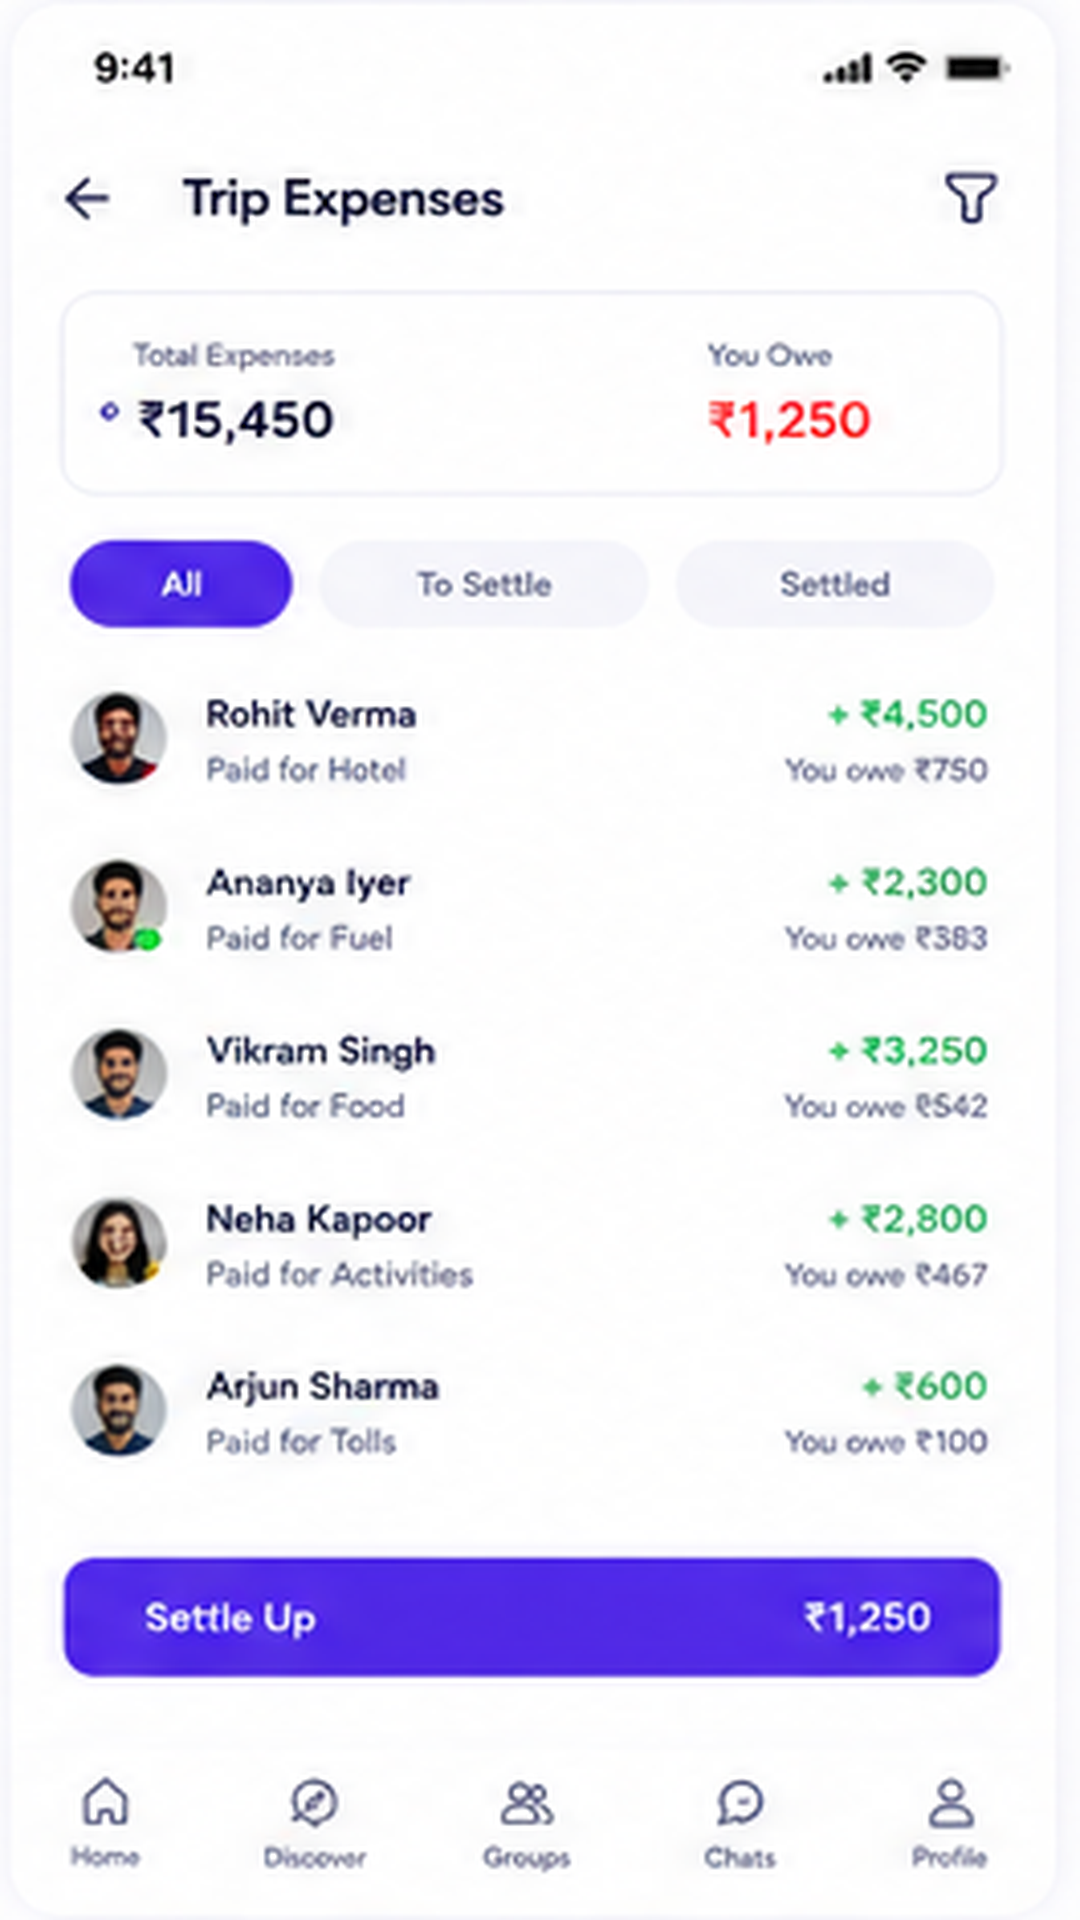 9:41
Trip Expenses
Total Expenses
You Owe
₹15,450
₹1,250
All
To Settle
Settled
Rohit Verma
+ ₹4,500
Paid for Hotel
You owe ₹750
Ananya Iyer
+ ₹2,300
Paid for Fuel
You owe ₹383
Vikram Singh
+ ₹3,250
Paid for Food
You owe ₹542
Neha Kapoor
+ ₹2,800
Paid for Activities
You owe ₹467
Arjun Sharma
+ ₹600
Paid for Tolls
You owe ₹100
Settle Up
₹1,250
Home
Discover
Groups
Chats
Profile